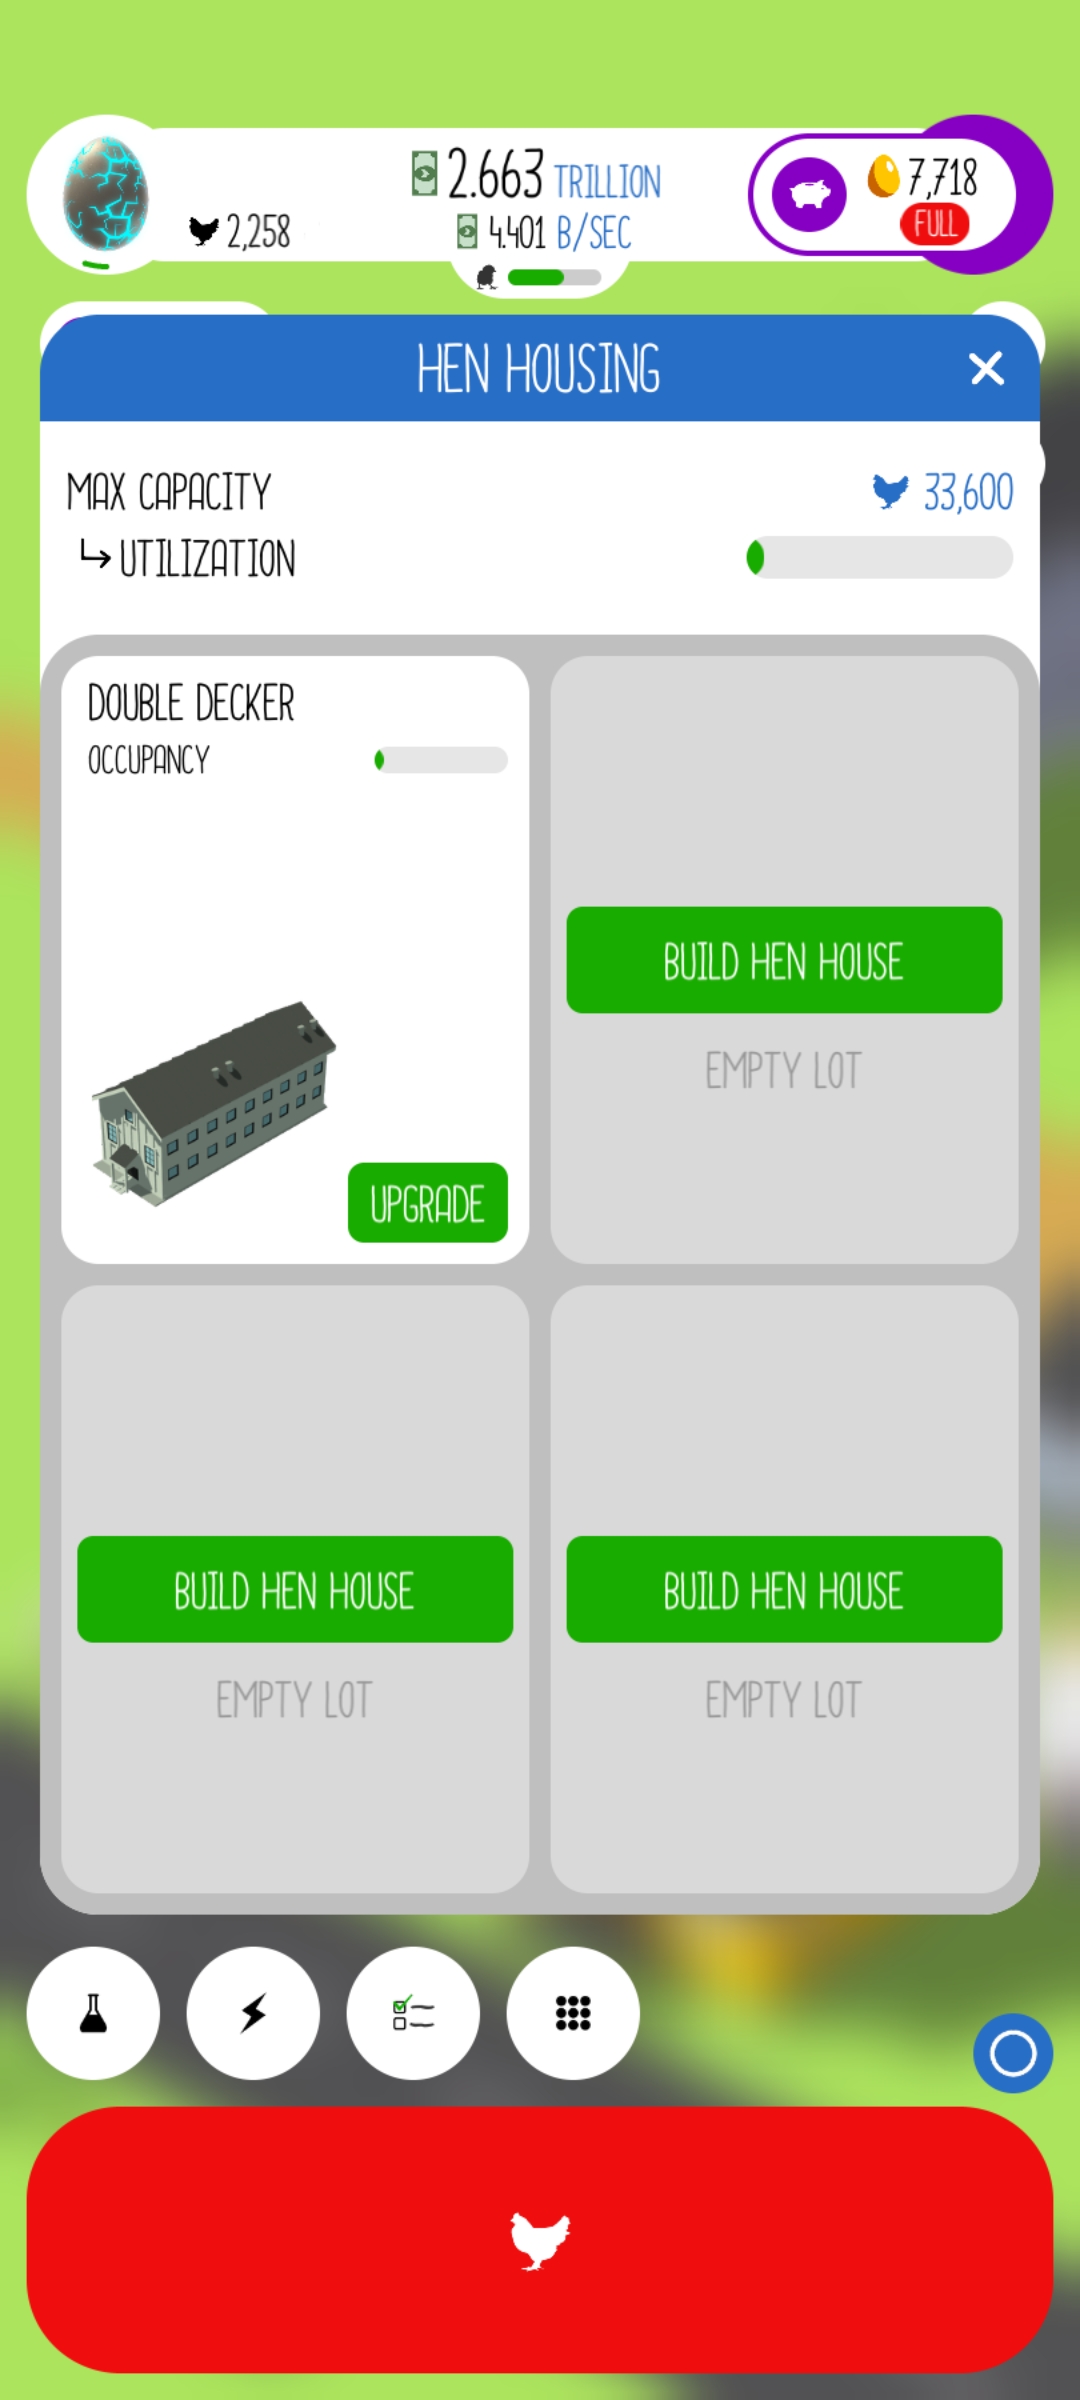 2.663 TRILLION
2,258
4.401 B/SEC
7,718
FULL
HEN HOUSING
MAX CAPACITY
33,600
UTILIZATION
DOUBLE DECKER
OCCUPANCY
UPGRADE
BUILD HEN HOUSE
EMPTY LOT
BUILD HEN HOUSE
EMPTY LOT
BUILD HEN HOUSE
EMPTY LOT